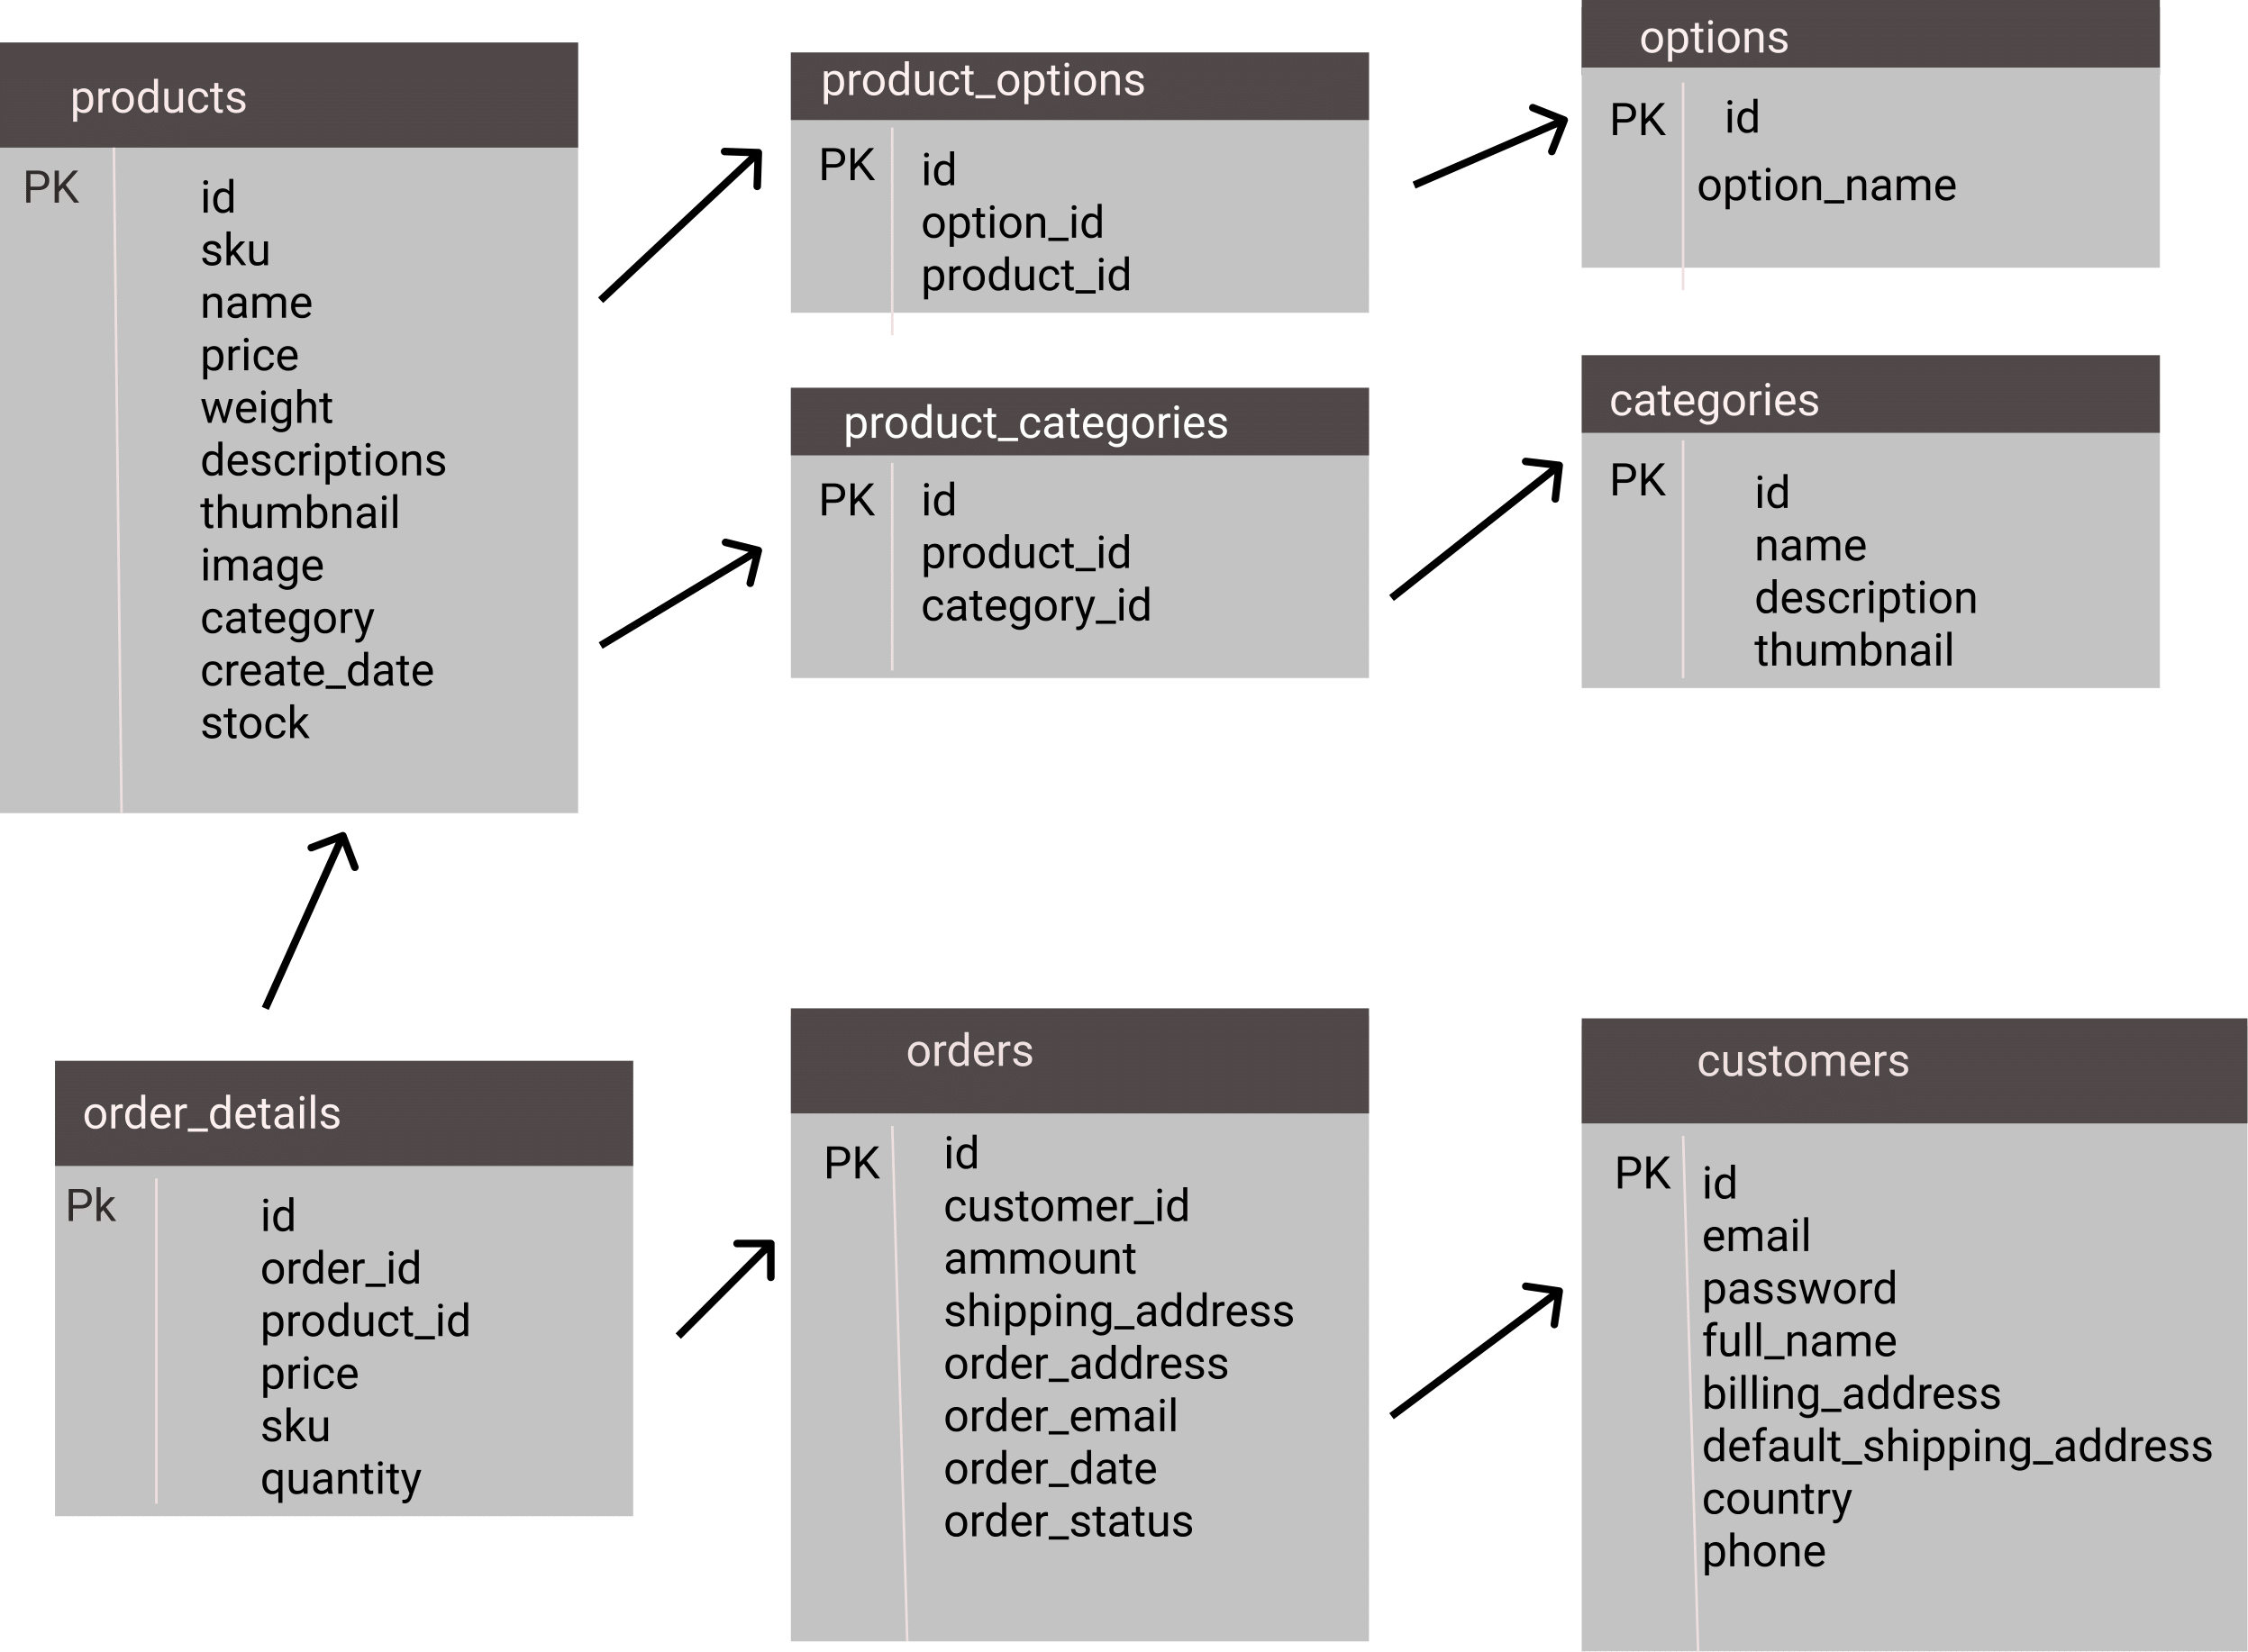 products
PK
id
sku
name
price
weight
descriptions
thumbnail
image
category
create_date
stock
product_options
PK
id
option_id
product_id
options
PK
id
option_name
product_categories
PK
id
product_id
category_id
categories
PK
id
name
description
thumbnail
order_details
PK
id
order_id
product_id
price
sku
quantity
orders
PK
id
customer_id
ammount
shipping_address
order_address
order_email
order_date
order_status
customers
PK
id
email
password
full_name
billing_address
default_shipping_address
country
phone